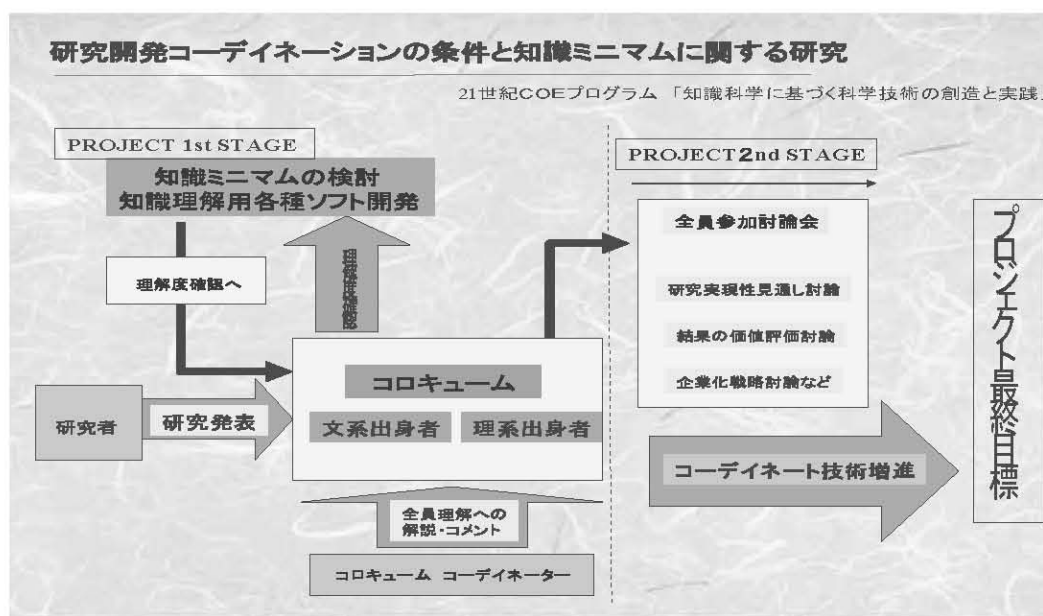 研究開発コーデイネーションの条件と知識ミニマムに関する研究
21世紀COEプログラム 「知識科学に基づく科学技術の創造と実践」
PROJECT 1st STAGE
知識ミニマムの検討
知識理解用各種ソフト開発
理解度確認へ
理解度確認
研究者
研究発表
コロキューム
文系出身者
理系出身者
全員理解への
解説・コメント
コロキューム コーデイネーター
PROJECT 2nd STAGE
全員参加討論会
研究実現性見通し討論
結果の価値評価討論
企業化戦略討論など
コーデイネート技術増進
プロジェクト最終目標